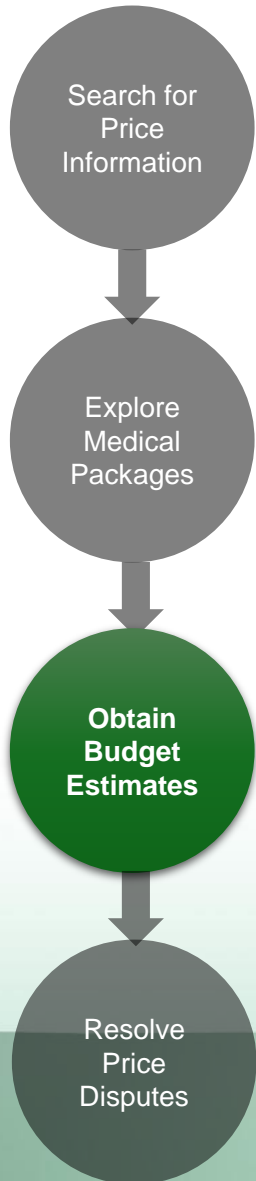 Search for
Price
Information
Explore
Medical
Packages
Obtain
Budget
Estimates
Resolve
Price
Disputes